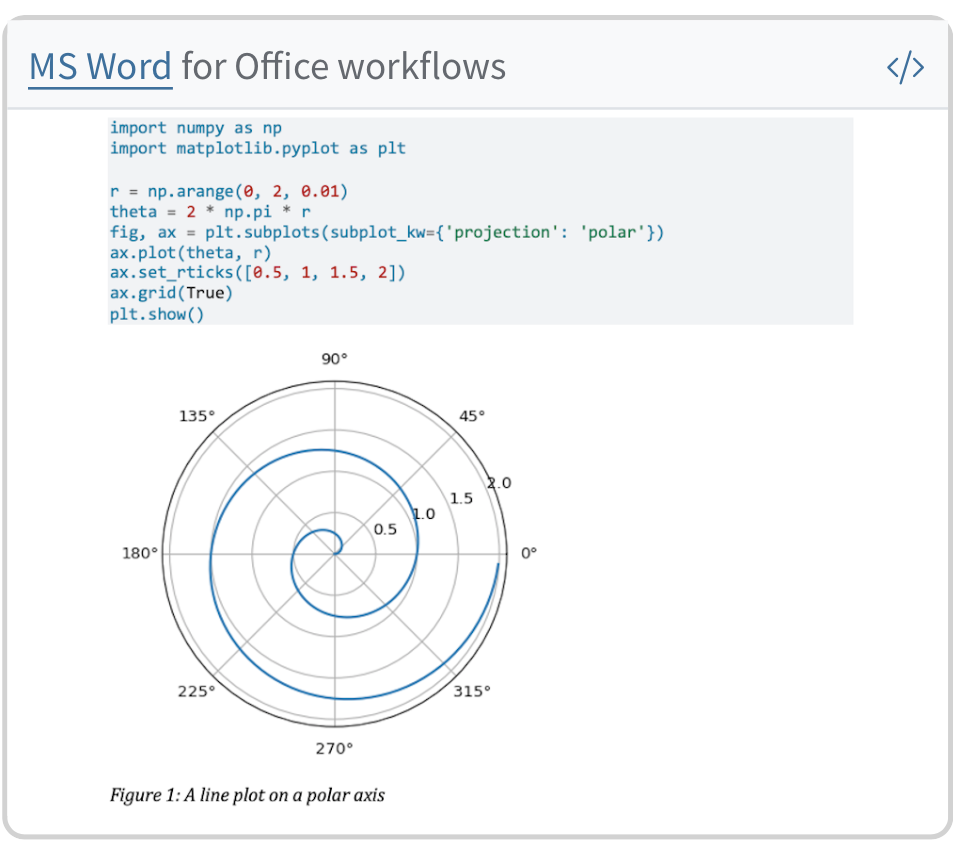 MS Word for Office workflows </>
import numpy as np
import matplotlib.pyplot as plt
r = np.arange(0, 2, 0.01)
theta = 2 * np.pi * r
fig, ax = plt.subplots(subplot_kw={'projection': 'polar'})
ax.plot(theta, r)
ax.set_rticks([0.5, 1, 1.5, 2])
ax.grid(True)
plt.show()
90°
135° 45°
2.0
1.5
1.0
0.5
180° 0°
225° 315°
270°
Figure 1: A line plot on a polar axis